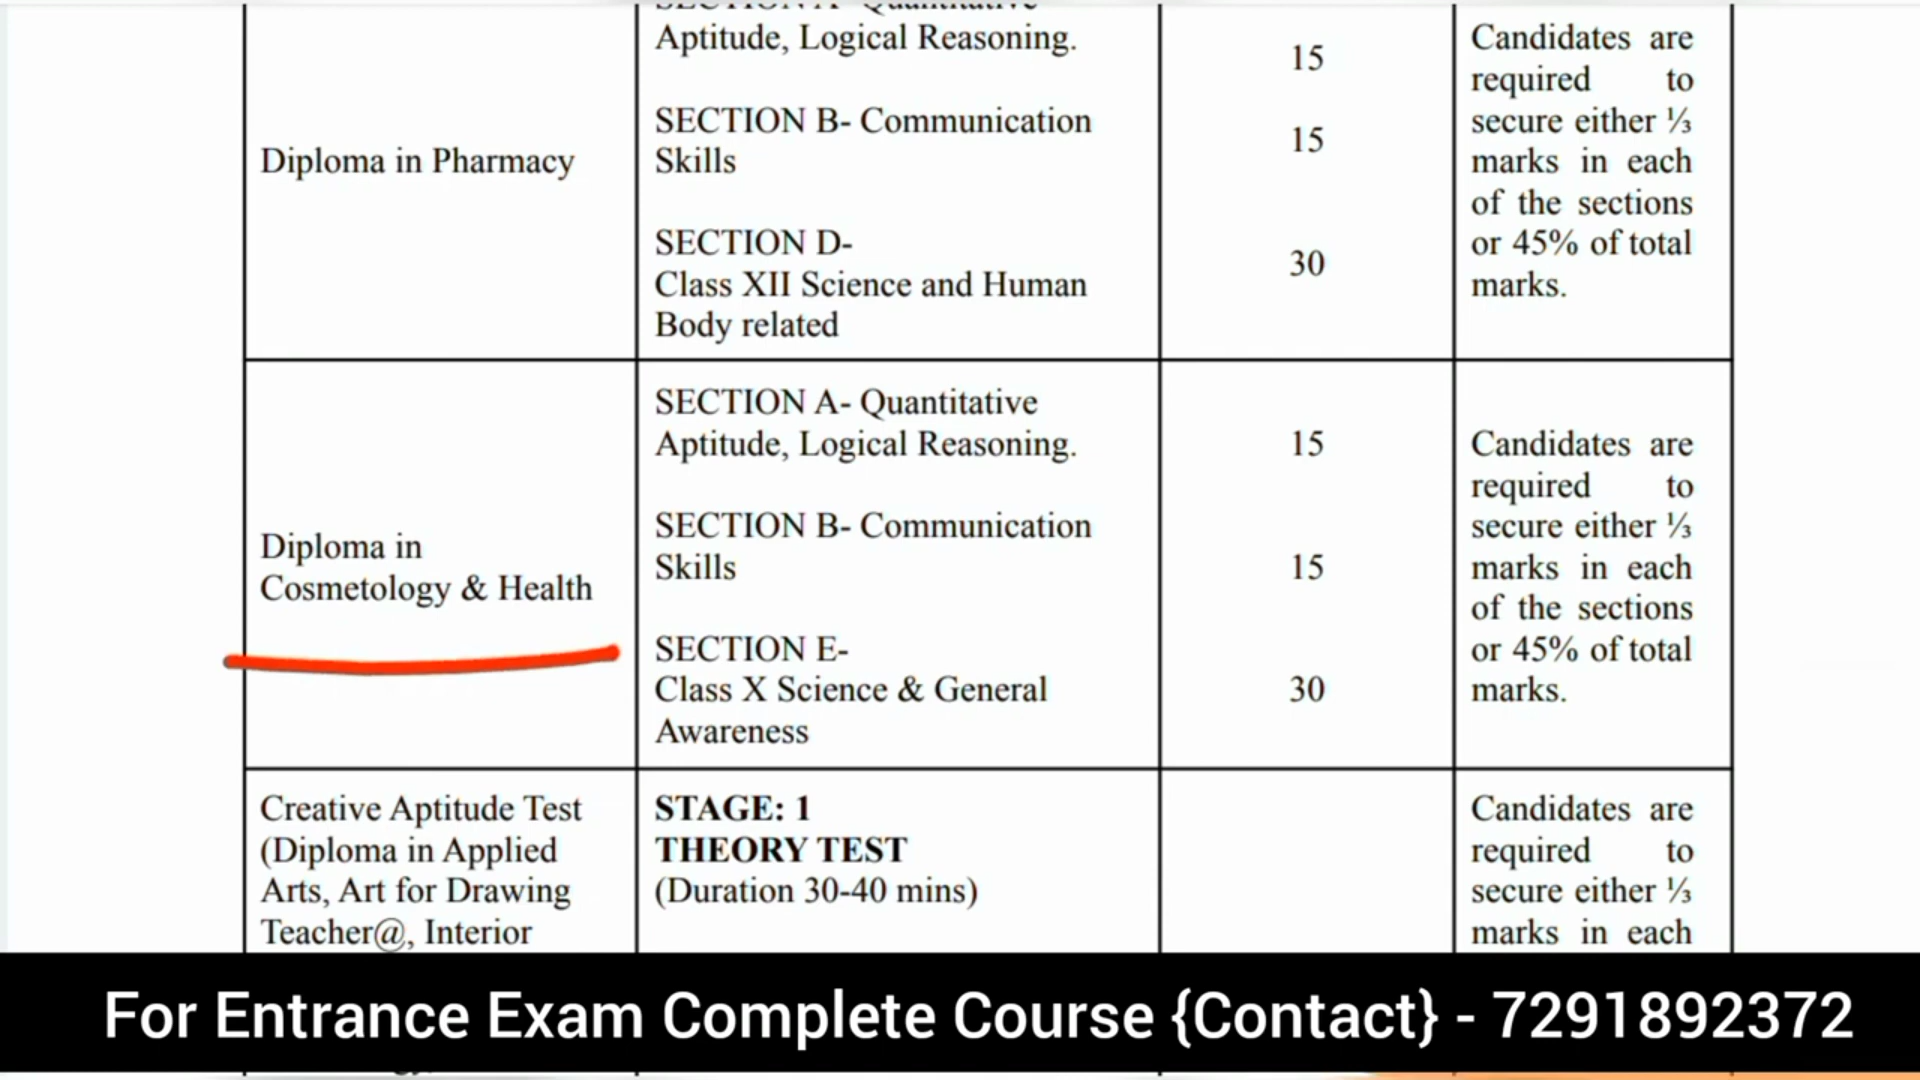 SECTION A- Quantitative
Aptitude, Logical Reasoning.
15
SECTION B- Communication
Skills
15
Diploma in Pharmacy
SECTION D-
Class XII Science and Human
Body related
30
Candidates are
required to
secure either ⅓
marks in each
of the sections
or 45% of total
marks.
Diploma in
Cosmetology & Health
SECTION A- Quantitative
Aptitude, Logical Reasoning.
15
SECTION B- Communication
Skills
15
SECTION E-
Class X Science & General
Awareness
30
Candidates are
required to
secure either ⅓
marks in each
of the sections
or 45% of total
marks.
Creative Aptitude Test
(Diploma in Applied
Arts, Art for Drawing
Teacher@, Interior
STAGE: 1
THEORY TEST
(Duration 30-40 mins)
Candidates are
required to
secure either ⅓
marks in each
For Entrance Exam Complete Course {Contact} - 7291892372